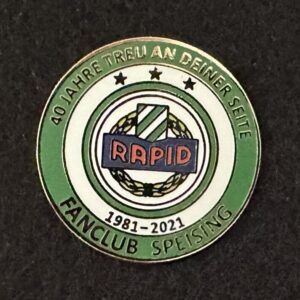 40 JAHRE TREU AN DEINER SEITE
RAPID
1981-2021
FANCLUB SPEISING